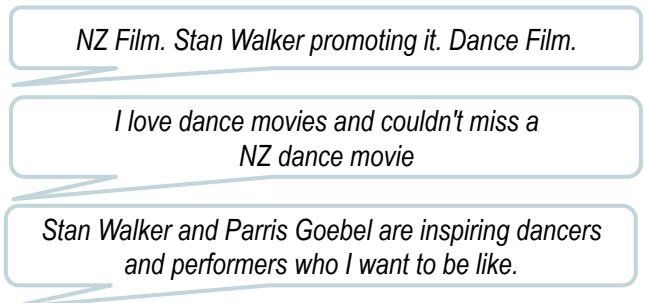 NZ Film. Stan Walker promoting it. Dance Film.
I love dance movies and couldn't miss a
NZ dance movie
Stan Walker and Parris Goebel are inspiring dancers
and performers who I want to be like.